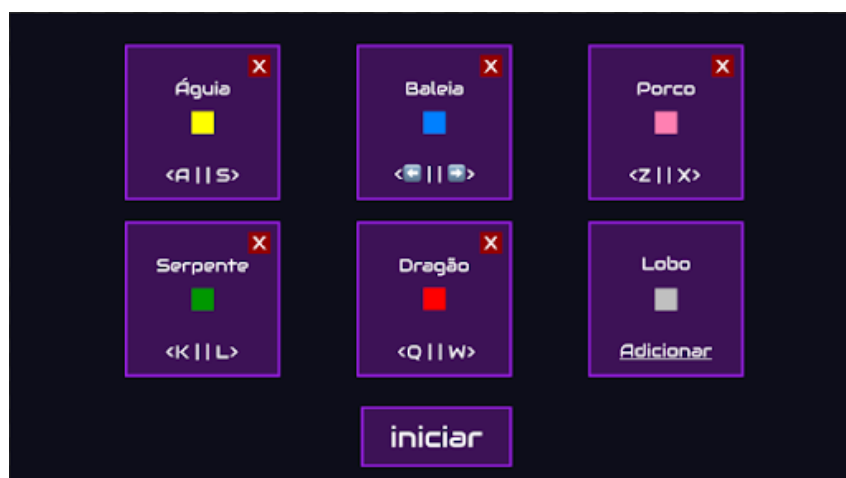 X
Águia
<A||S>
X
Baleia
<⬅️||➡️>
X
Porco
<Z||X>
X
Serpente
<K||L>
X
Dragão
<Q||W>
Lobo
Adicionar
iniciar